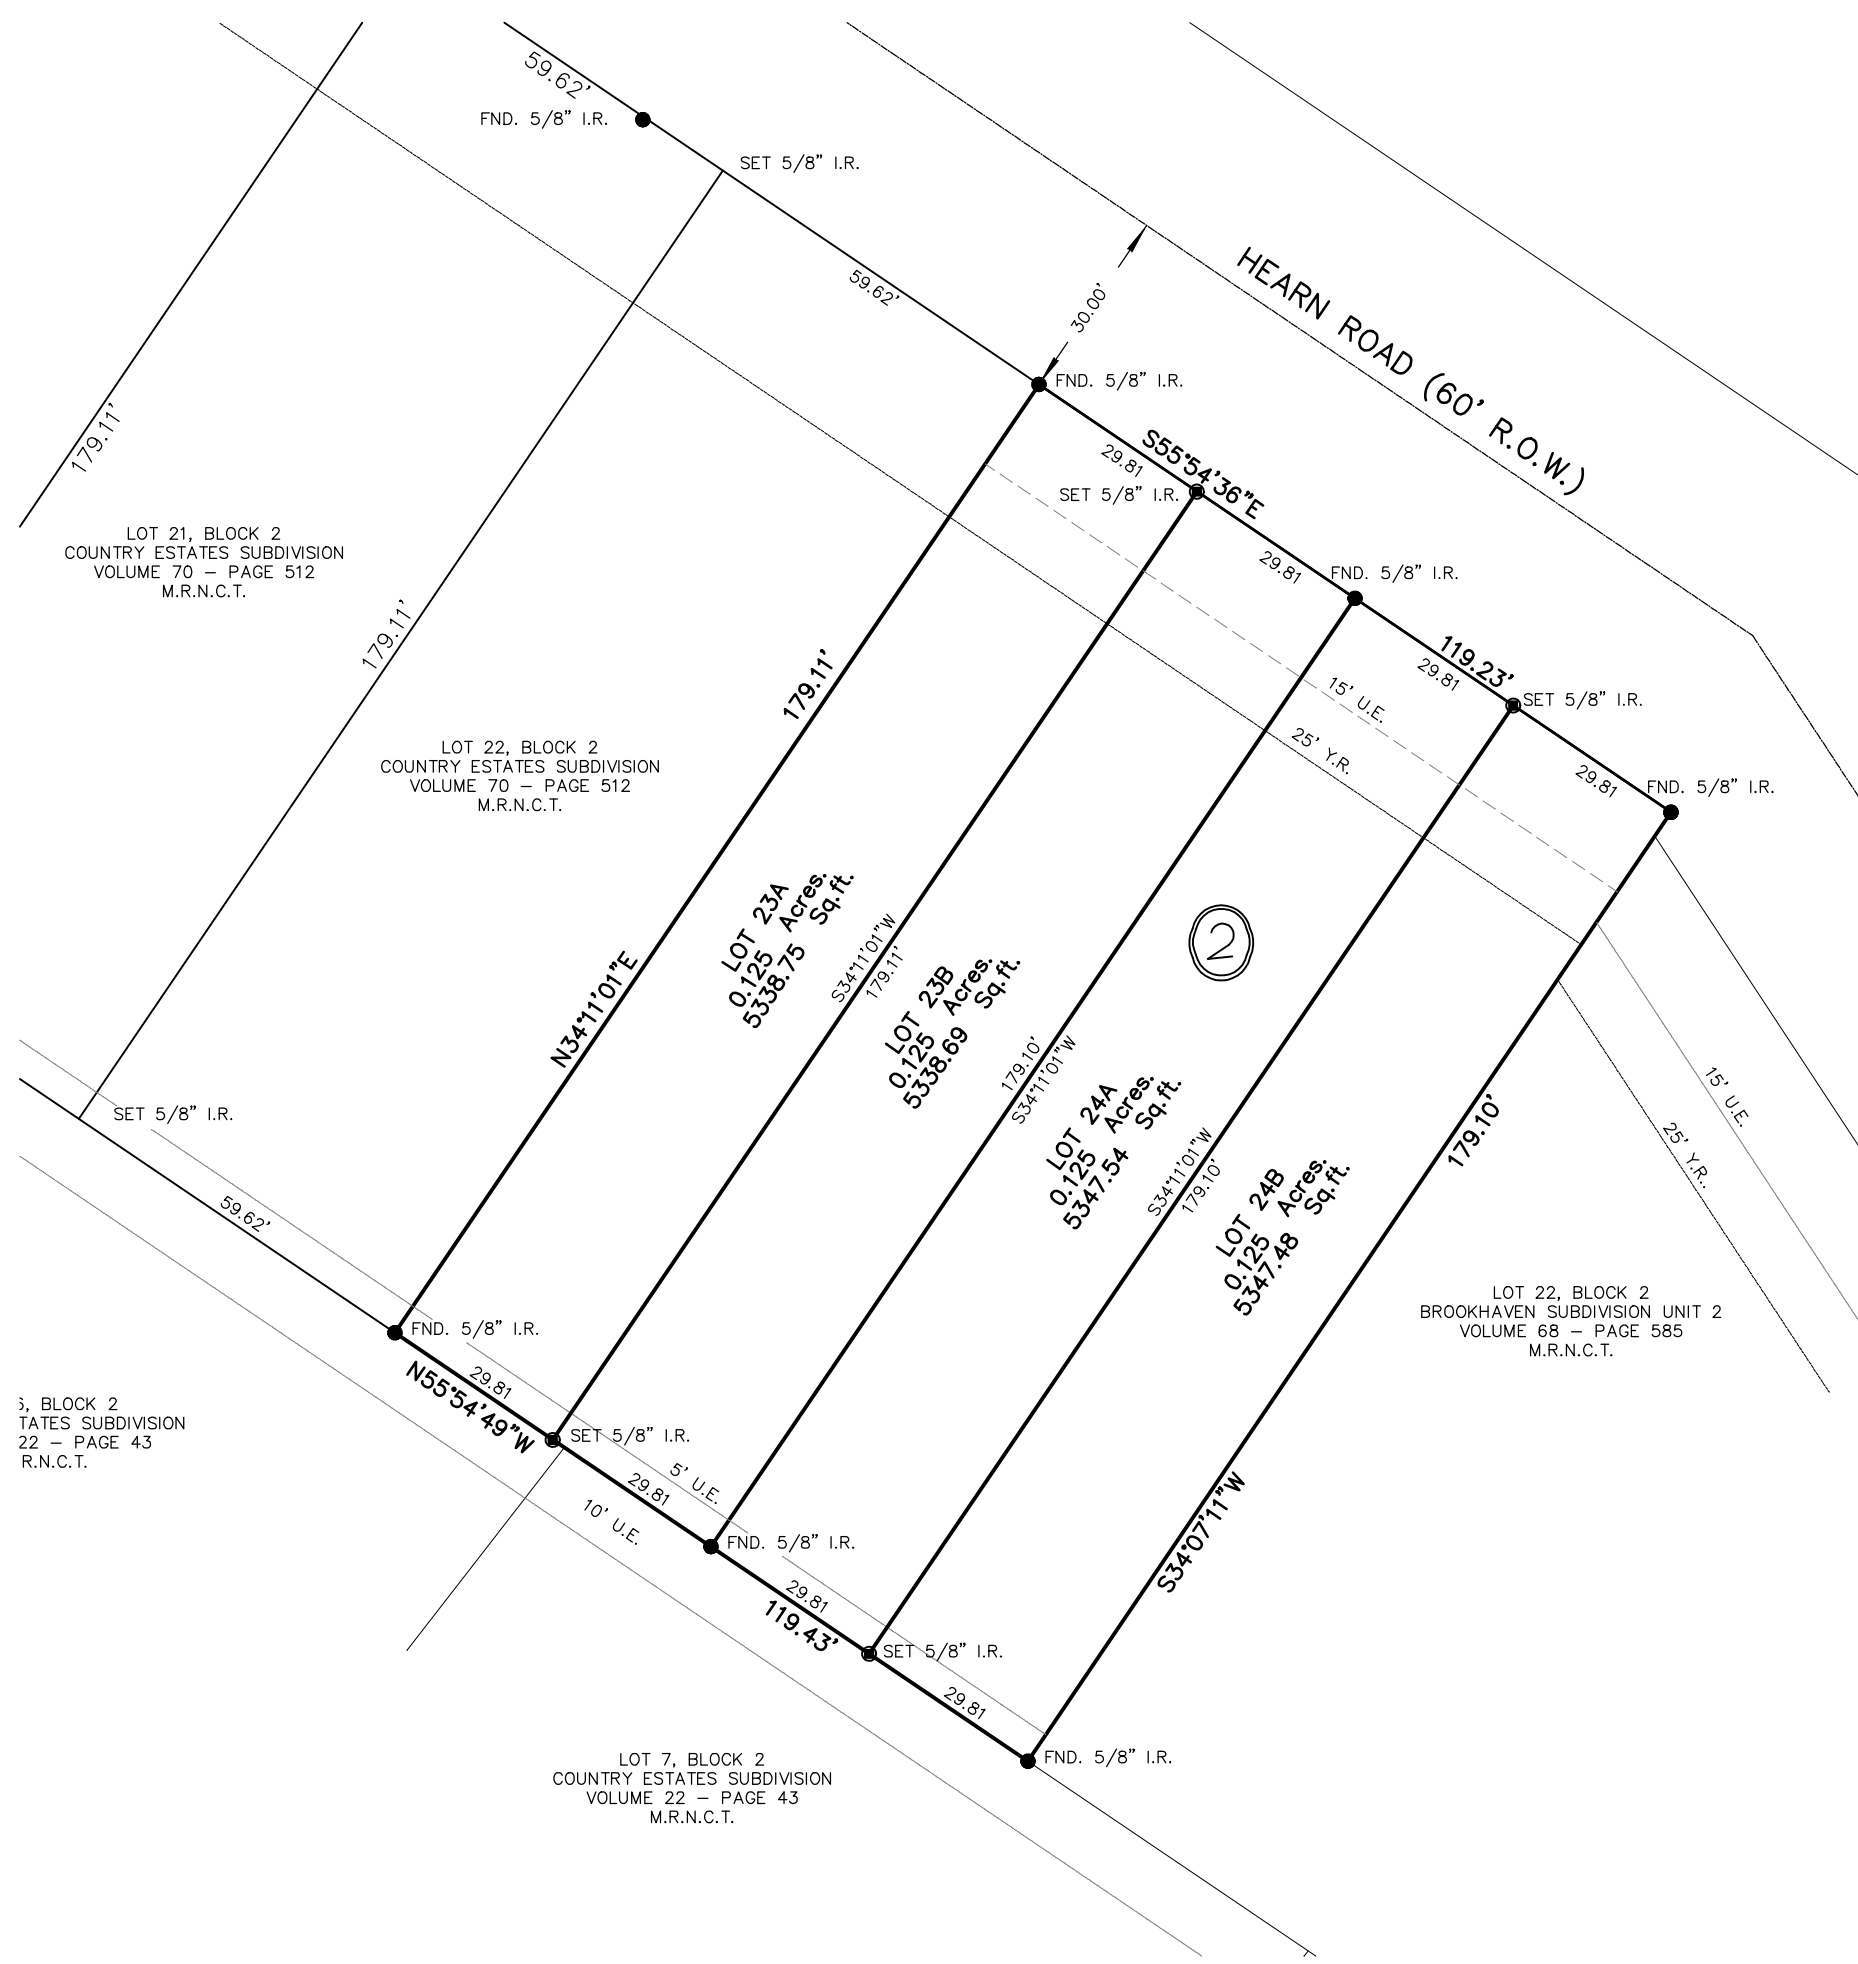 59.62'
FND. 5/8" I.R.
SET 5/8" I.R.
59.62'
30.00'
HEARN ROAD (60' R.O.W.)
FND. 5/8" I.R.
S55°54'36"E
29.81
SET 5/8" I.R.
29.81
FND. 5/8" I.R.
119.23'
29.81
SET 5/8" I.R.
29.81
FND. 5/8" I.R.
15' U.E.
25' Y.R.
179.11'
LOT 21, BLOCK 2
COUNTRY ESTATES SUBDIVISION
VOLUME 70 – PAGE 512
M.R.N.C.T.
179.11'
LOT 22, BLOCK 2
COUNTRY ESTATES SUBDIVISION
VOLUME 70 – PAGE 512
M.R.N.C.T.
179.11'
N34°11'01"E
LOT 23A
0.125 Acres.
5338.75 Sq.ft.
S34°11'01"W
179.11'
LOT 23B
0.125 Acres.
5338.69 Sq.ft.
179.10'
S34°11'01"W
2
LOT 24A
0.125 Acres.
5347.54 Sq.ft.
S34°11'01"W
179.10'
LOT 24B
0.125 Acres.
5347.48 Sq.ft.
179.10'
S34°07'11"W
15' U.E.
25' Y.R..
LOT 22, BLOCK 2
BROOKHAVEN SUBDIVISION UNIT 2
VOLUME 68 – PAGE 585
M.R.N.C.T.
SET 5/8" I.R.
59.62'
FND. 5/8" I.R.
29.81
N55°54'49"W
SET 5/8" I.R.
29.81
5' U.E.
10' U.E.
FND. 5/8" I.R.
29.81
119.43'
SET 5/8" I.R.
29.81
FND. 5/8" I.R.
, BLOCK 2
TATES SUBDIVISION
22 – PAGE 43
R.N.C.T.
LOT 7, BLOCK 2
COUNTRY ESTATES SUBDIVISION
VOLUME 22 – PAGE 43
M.R.N.C.T.